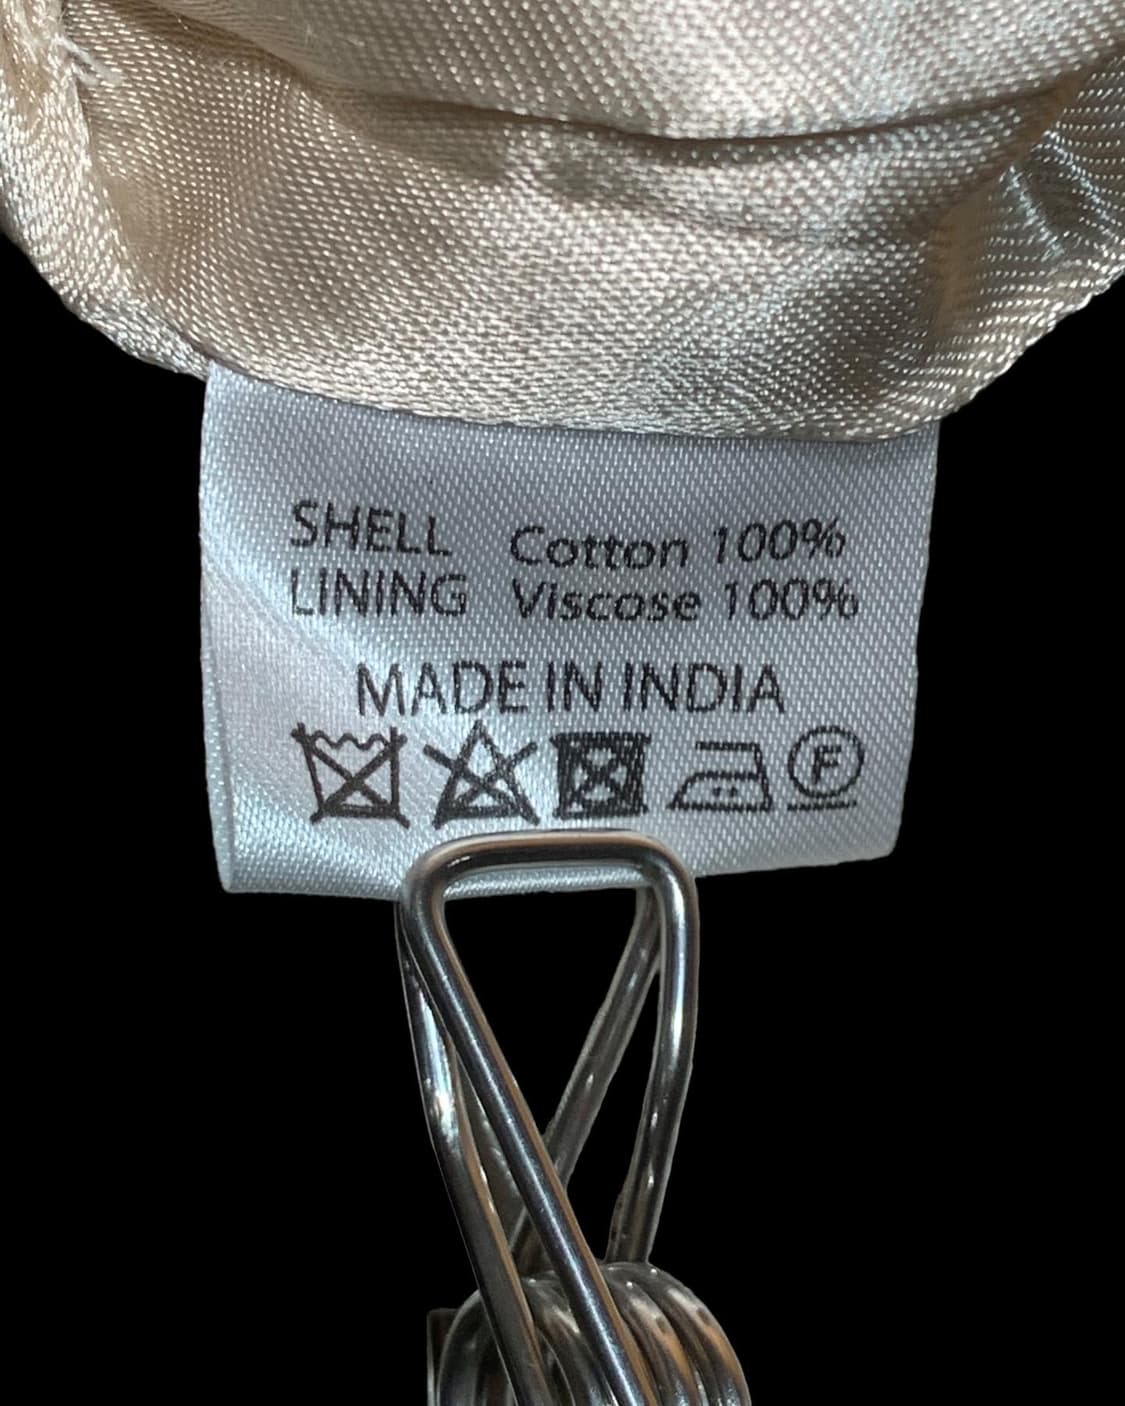 SHELL Cotton 100%
LINING Viscose 100%
MADE IN INDIA
F